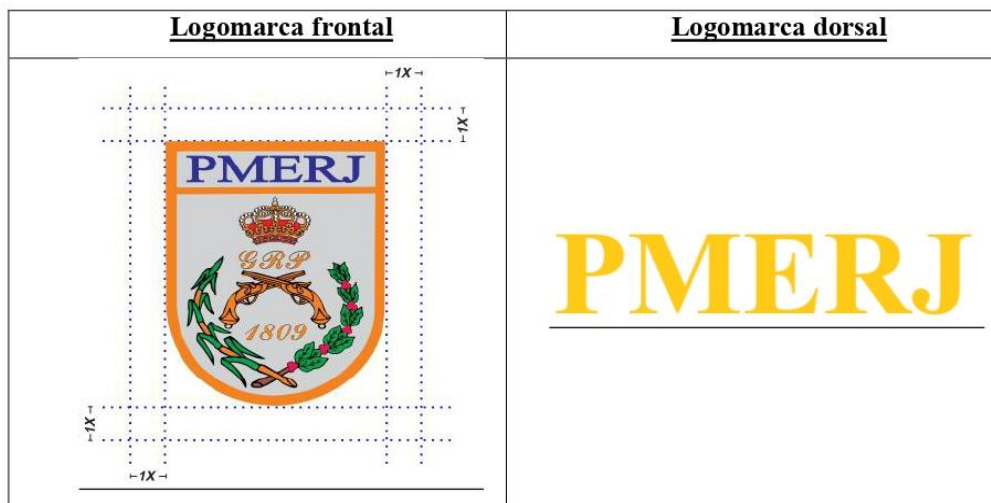 Logomarca frontal
Logomarca dorsal
1X
1X
PMERJ
GRP
1809
1X
1X
PMERJ